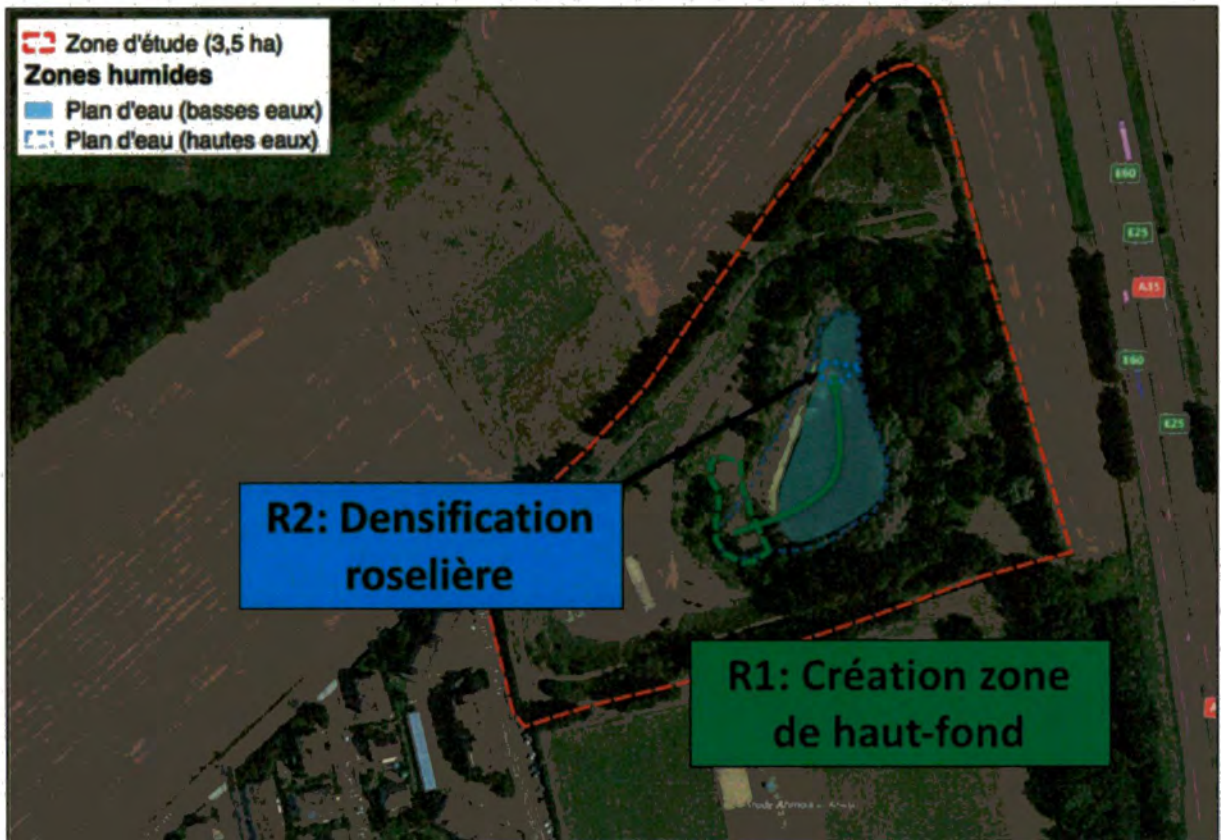 Zone d'étude (3,5 ha)
Zones humides
Plan d'eau (basses eaux)
Plan d'eau (hautes eaux)
E60
E25
A35
E60
E25
R2: Densification
roselière
R1: Création zone
de haut-fond